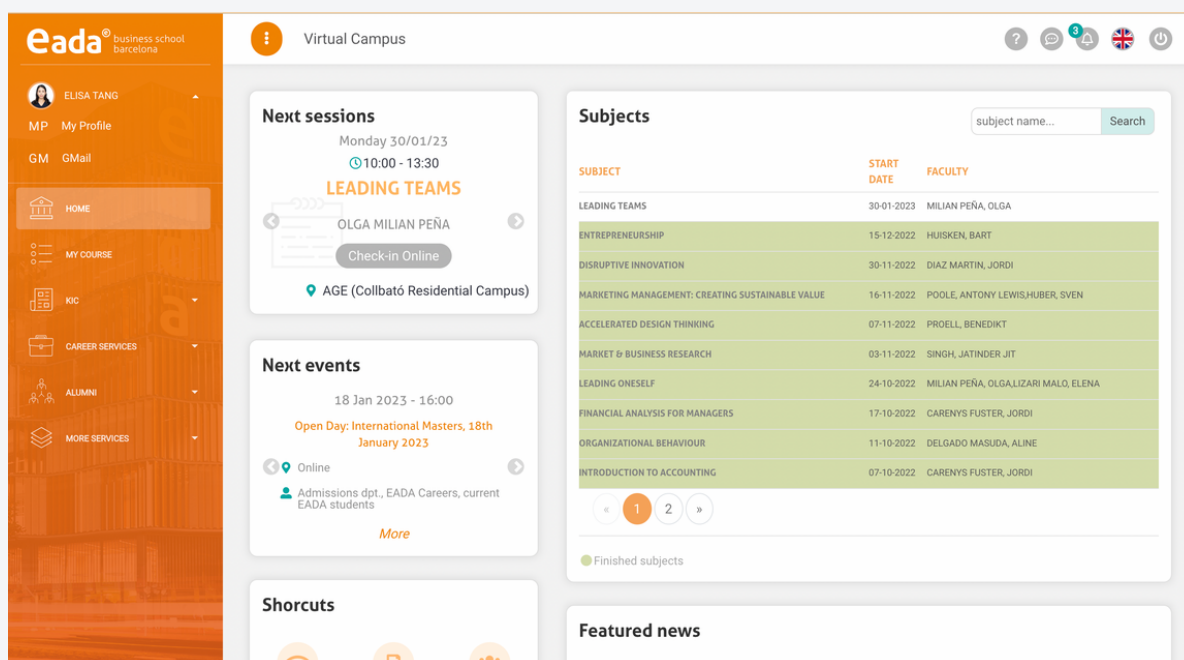 eada® business school
barcelona
ELISA TANG
MP My Profile
GM GMail
HOME
MY COURSE
KIC
CAREER SERVICES
ALUMNI
MORE SERVICES
Virtual Campus
?
3
Next sessions
Monday 30/01/23
10:00 - 13:30
LEADING TEAMS
OLGA MILIAN PEÑA
Check-in Online
AGE (Collbató Residential Campus)
Next events
18 Jan 2023 - 16:00
Open Day: International Masters, 18th
January 2023
Online
Admissions dpt., EADA Careers, current
EADA students
More
Shorcuts
Subjects
subject name... Search
SUBJECT START DATE FACULTY
LEADING TEAMS 30-01-2023 MILIAN PEÑA, OLGA
ENTREPRENEURSHIP 15-12-2022 HUISKEN, BART
DISRUPTIVE INNOVATION 30-11-2022 DIAZ MARTIN, JORDI
MARKETING MANAGEMENT: CREATING SUSTAINABLE VALUE 16-11-2022 POOLE, ANTONY LEWIS,HUBER, SVEN
ACCELERATED DESIGN THINKING 07-11-2022 PROELL, BENEDIKT
MARKET & BUSINESS RESEARCH 03-11-2022 SINGH, JATINDER JIT
LEADING ONESELF 24-10-2022 MILIAN PEÑA, OLGA,LIZARI MALO, ELENA
FINANCIAL ANALYSIS FOR MANAGERS 17-10-2022 CARENYS FUSTER, JORDI
ORGANIZATIONAL BEHAVIOUR 11-10-2022 DELGADO MASUDA, ALINE
INTRODUCTION TO ACCOUNTING 07-10-2022 CARENYS FUSTER, JORDI
« 1 2 »
Finished subjects
Featured news